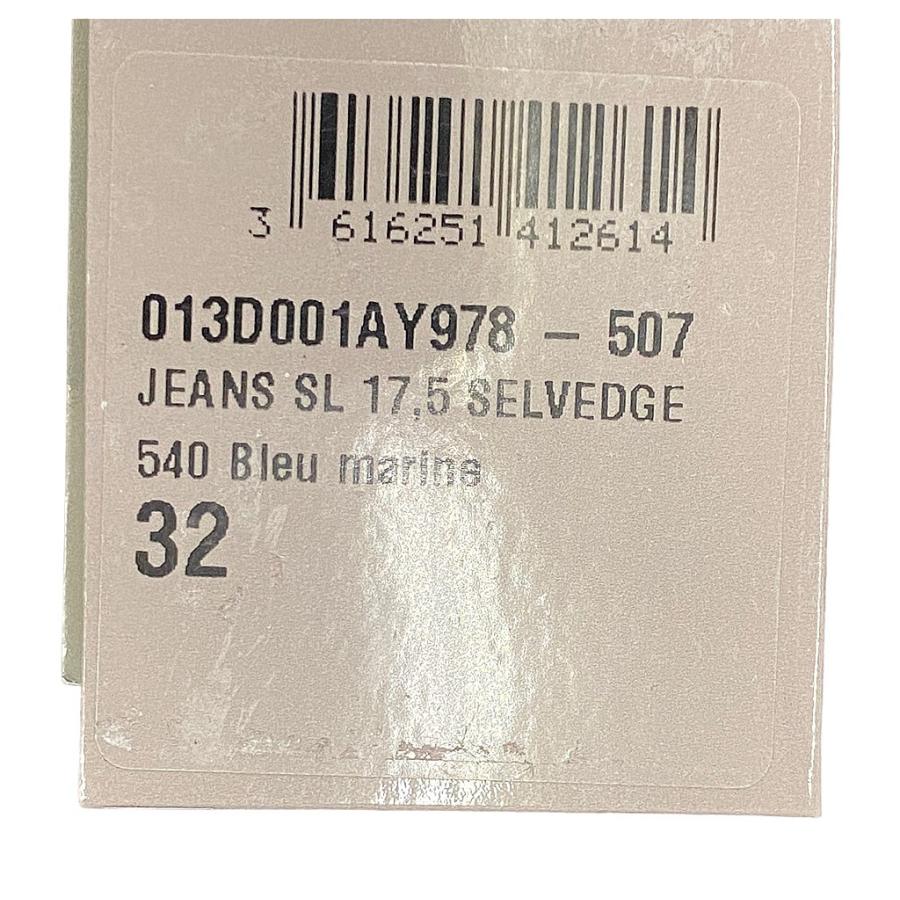 3 616251 412614
013D001AY978 - 507
JEANS SL 17,5 SELVEDGE
540 Bleu marine
32